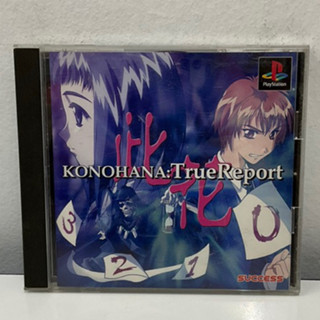 PlayStation
此花
KONOHANA:TrueReport
3 2 1 0
SUCCESS